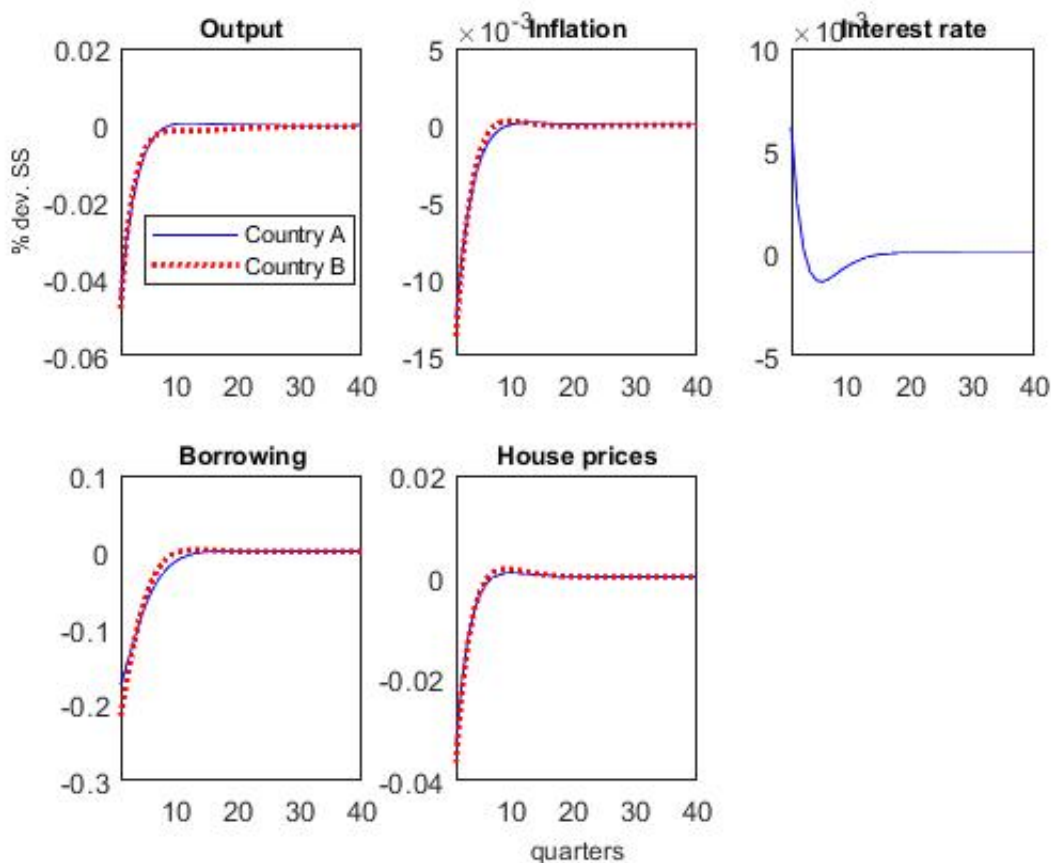 Output
0.02
0
-0.02
-0.04
-0.06
% dev. SS
Country A
Country B
10 20 30 40
×10-3
Inflation
5
0
-5
-10
-15
10 20 30 40
×10-3
Interest rate
10
5
0
-5
10 20 30 40
Borrowing
0.1
0
-0.1
-0.2
-0.3
10 20 30 40
House prices
0.02
0
-0.02
-0.04
10 20 30 40
quarters